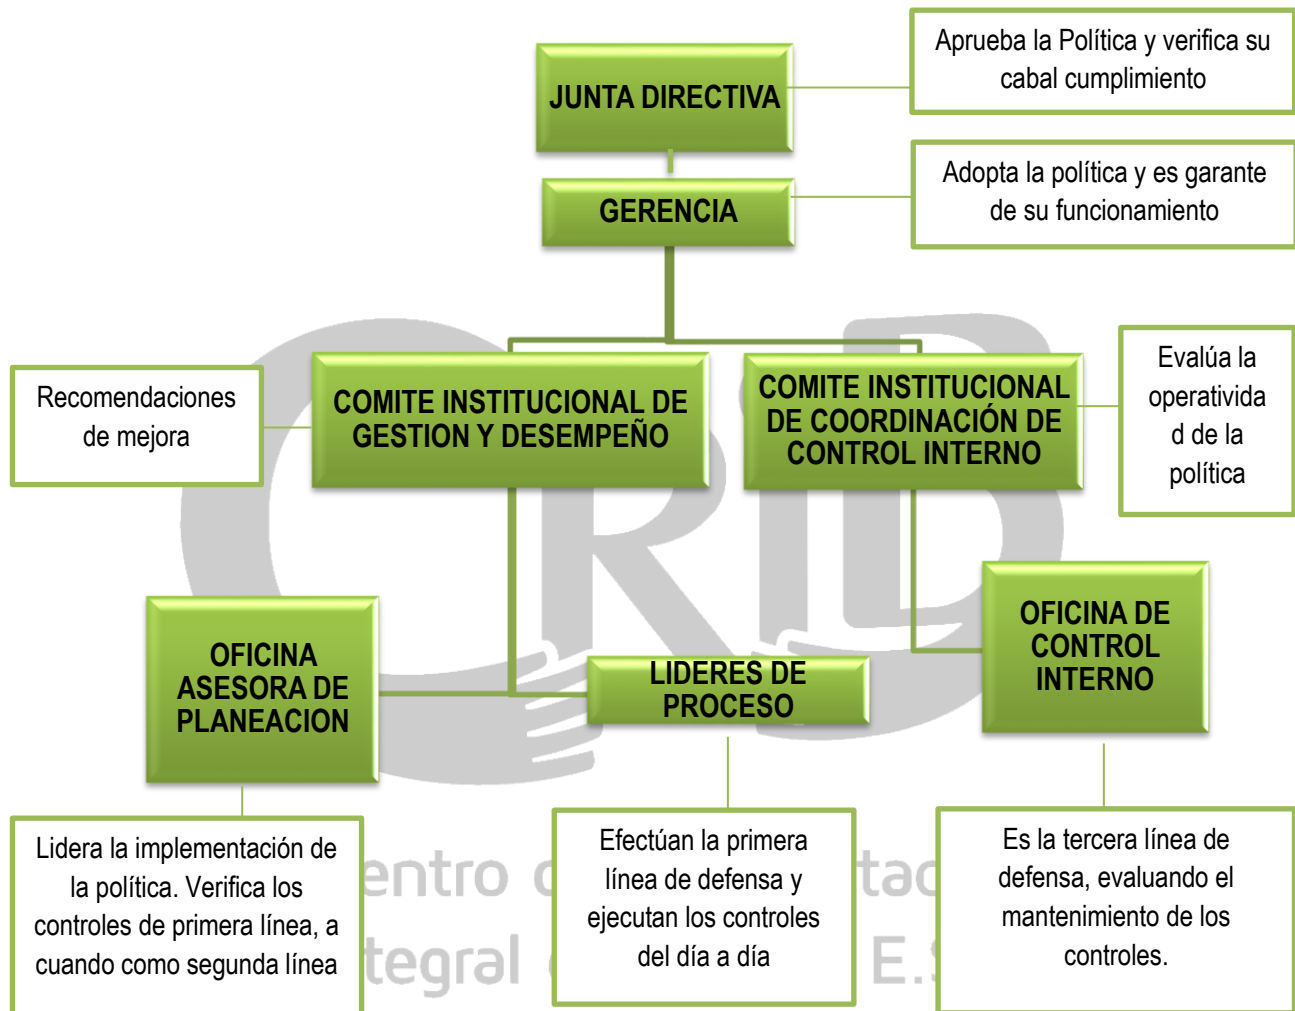 Aprueba la Política y verifica su
cabal cumplimiento
JUNTA DIRECTIVA
Adopta la política y es garante
de su funcionamiento
GERENCIA
Recomendaciones
de mejora
COMITE INSTITUCIONAL DE
GESTION Y DESEMPEÑO
COMITE INSTITUCIONAL
DE COORDINACIÓN DE
CONTROL INTERNO
Evalúa la
operativida
d de la
política
OFICINA
ASESORA DE
PLANEACION
LIDERES DE
PROCESO
OFICINA DE
CONTROL
INTERNO
Lidera la implementación de
la política. Verifica los
controles de primera línea, a
cuando como segunda línea
Efectúan la primera
línea de defensa y
ejecutan los controles
del día a día
Es la tercera línea de
defensa, evaluando el
mantenimiento de los
controles.